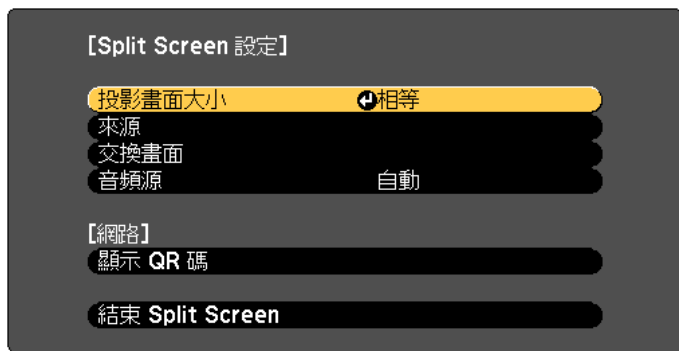 [Split Screen 設定]
投影畫面大小 相等
來源
交換畫面
音頻源 自動
[網路]
顯示 QR 碼
結束 Split Screen